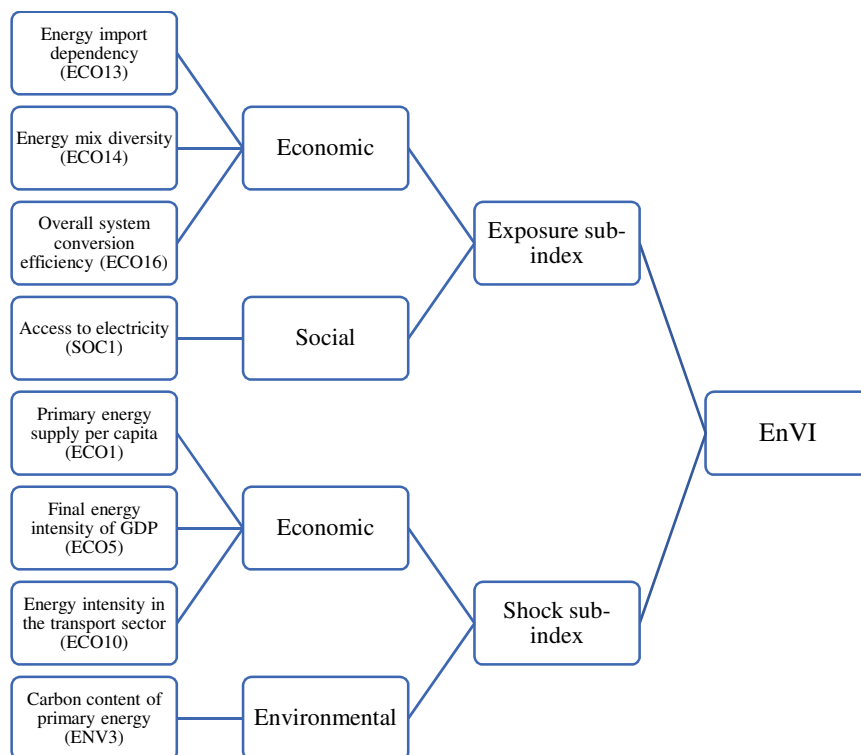 Energy import
dependency
(ECO13)
Energy mix diversity
(ECO14)
Overall system
conversion
efficiency (ECO16)
Access to electricity
(SOC1)
Primary energy
supply per capita
(ECO1)
Final energy
intensity of GDP
(ECO5)
Energy intensity in
the transport sector
(ECO10)
Carbon content of
primary energy
(ENV3)
Economic
Social
Economic
Environmental
Exposure sub-
index
Shock sub-
index
EnVI